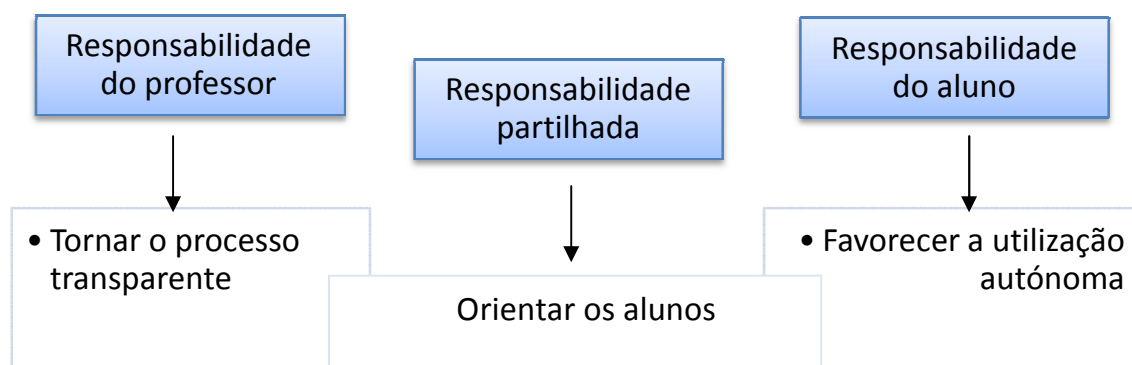 Responsabilidade
do professor
Responsabilidade
partilhada
Responsabilidade
do aluno
• Tornar o processo
transparente
Orientar os alunos
• Favorecer a utilização
autónoma